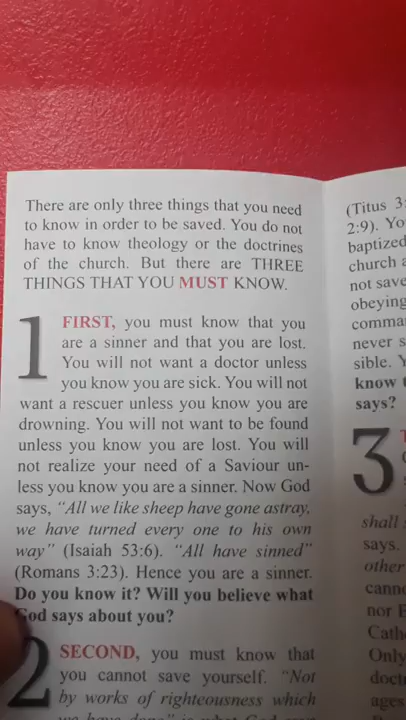 There are only three things that you need
to know in order to be saved. You do not
have to know theology or the doctrines
of the church. But there are THREE
THINGS THAT YOU MUST KNOW.
1 FIRST, you must know that you
are a sinner and that you are lost.
You will not want a doctor unless
you know you are sick. You will not
want a rescuer unless you know you are
drowning. You will not want to be found
unless you know you are lost. You will
not realize your need of a Saviour un-
less you know you are a sinner. Now God
says, "All we like sheep have gone astray,
we have turned every one to his own
way" (Isaiah 53:6). "All have sinned"
(Romans 3:23). Hence you are a sinner.
Do you know it? Will you believe what
God says about you?
2 SECOND, you must know that
you cannot save yourself. "Not
by works of righteousness which
(Titus 3:
2:9). Yo
baptized
church a
not save
obeying
comma
never s
sible. Y
know t
says?
3
shall
says.
other
canno
nor B
Cath
Only
doct
ages